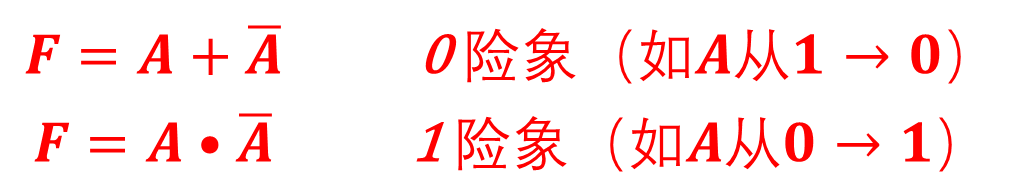 F = A + A̅ 0险象（如A从1 → 0）
F = A • A̅ 1险象（如A从0 → 1）